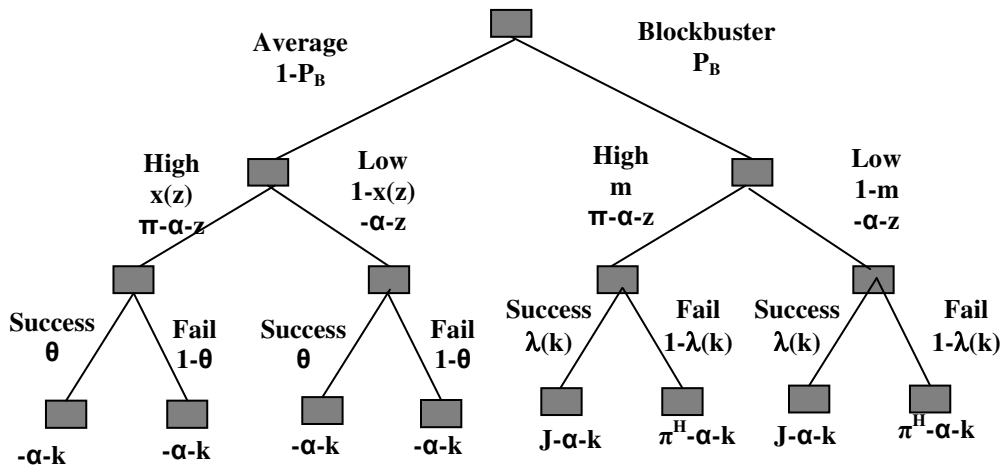 Average
1-P_B
Blockbuster
P_B
High
x(z)
π-α-z
Low
1-x(z)
-α-z
High
m
π-α-z
Low
1-m
-α-z
Success
θ
Fail
1-θ
Success
θ
Fail
1-θ
Success
λ(k)
Fail
1-λ(k)
Success
λ(k)
Fail
1-λ(k)
-α-k
-α-k
-α-k
-α-k
J-α-k
π^H-α-k
J-α-k
π^H-α-k